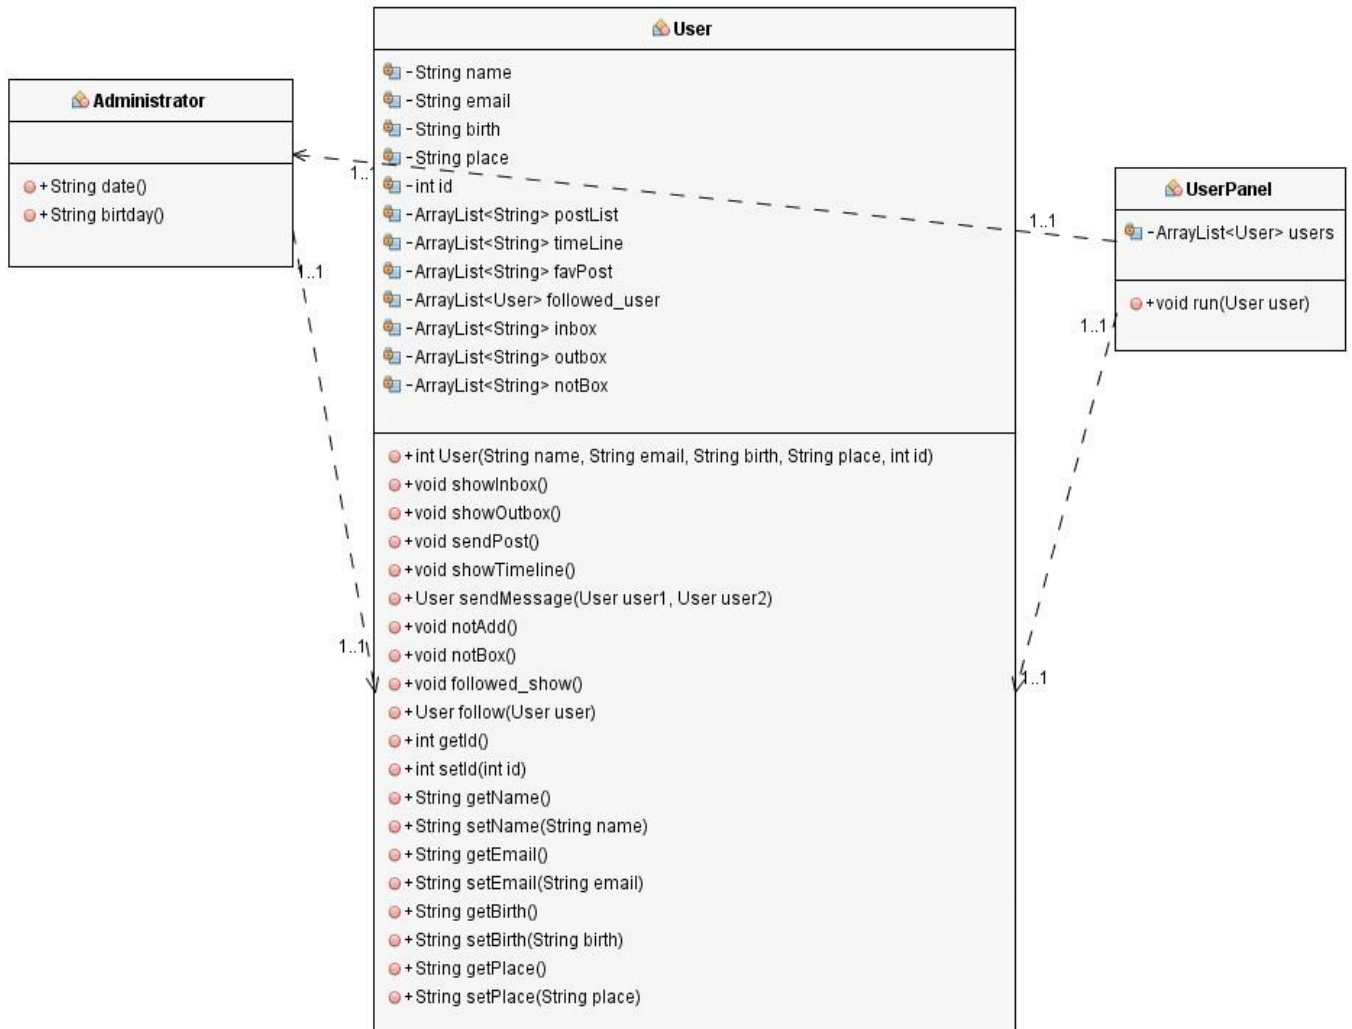 User
-String name
-String email
-String birth
-String place
-int id
-ArrayList<String> postList
-ArrayList<String> timeLine
-ArrayList<String> favPost
-ArrayList<User> followed_user
-ArrayList<String> inbox
-ArrayList<String> outbox
-ArrayList<String> notBox
+int User(String name, String email, String birth, String place, int id)
+void showInbox()
+void showOutbox()
+void sendPost()
+void showTimeline()
+User sendMessage(User user1, User user2)
+void notAdd()
+void notBox()
+void followed_show()
+User follow(User user)
+int getId()
+int setId(int id)
+String getName()
+String setName(String name)
+String getEmail()
+String setEmail(String email)
+String getBirth()
+String setBirth(String birth)
+String getPlace()
+String setPlace(String place)
Administrator
+String date()
+String birtday()
UserPanel
-ArrayList<User> users
+void run(User user)
1..
1..1
1..1
1..1
1..1
1..1